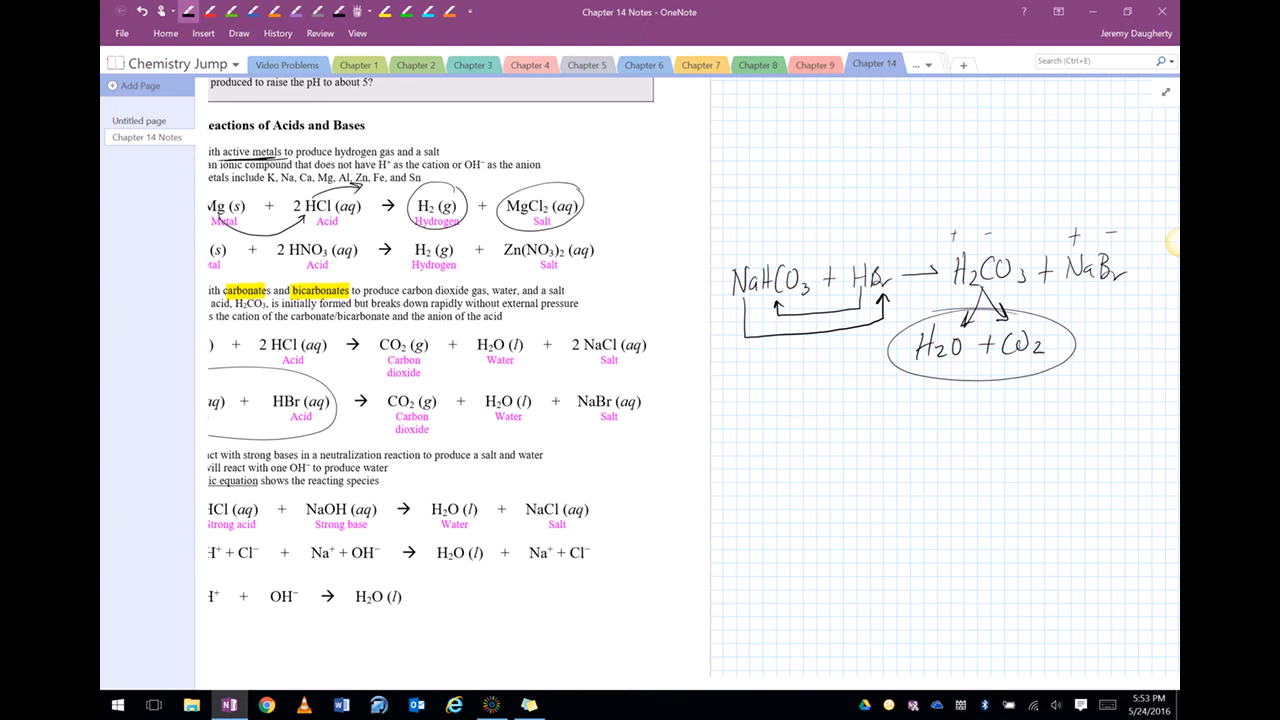 Chapter 14 Notes - OneNote
?
File Home Insert Draw History Review View
Jeremy Daugherty
Chemistry Jump
Video Problems Chapter 1 Chapter 2 Chapter 3 Chapter 4 Chapter 5 Chapter 6 Chapter 7 Chapter 8 Chapter 9 Chapter 14 ... +
Search (Ctrl+E)
Add Page
Untitled page
Chapter 14 Notes
produced to raise the pH to about 5?
eactions of Acids and Bases
ith active metals to produce hydrogen gas and a salt
an ionic compound that does not have H⁺ as the cation or OH⁻ as the anion
etals include K, Na, Ca, Mg, Al, Zn, Fe, and Sn
Mg (s) + 2 HCl (aq) → H₂ (g) + MgCl₂ (aq)
Metal Acid Hydrogen Salt
(s) + 2 HNO₃ (aq) → H₂ (g) + Zn(NO₃)₂ (aq)
etal Acid Hydrogen Salt
ith carbonates and bicarbonates to produce carbon dioxide gas, water, and a salt
acid, H₂CO₃, is initially formed but breaks down rapidly without external pressure
s the cation of the carbonate/bicarbonate and the anion of the acid
) + 2 HCl (aq) CO₂ (g) + H₂O (l) + 2 NaCl (aq)
Acid Carbon Water Salt
dioxide
aq) + HBr (aq) → CO₂ (g) + H₂O (l) + NaBr (aq)
Acid Carbon Water Salt
dioxide
act with strong bases in a neutralization reaction to produce a salt and water
will react with one OH⁻ to produce water
ic equation shows the reacting species
HCl (aq) + NaOH (aq) → H₂O (l) + NaCl (aq)
Strong acid Strong base Water Salt
H⁺ + Cl⁻ + Na⁺ + OH⁻ → H₂O (l) + Na⁺ + Cl⁻
H⁺ + OH⁻ → H₂O (l)
+ - + -
NaHCO₃ + HBr → H₂CO₃ + NaBr
H₂O + CO₂
5:53 PM
5/24/2016